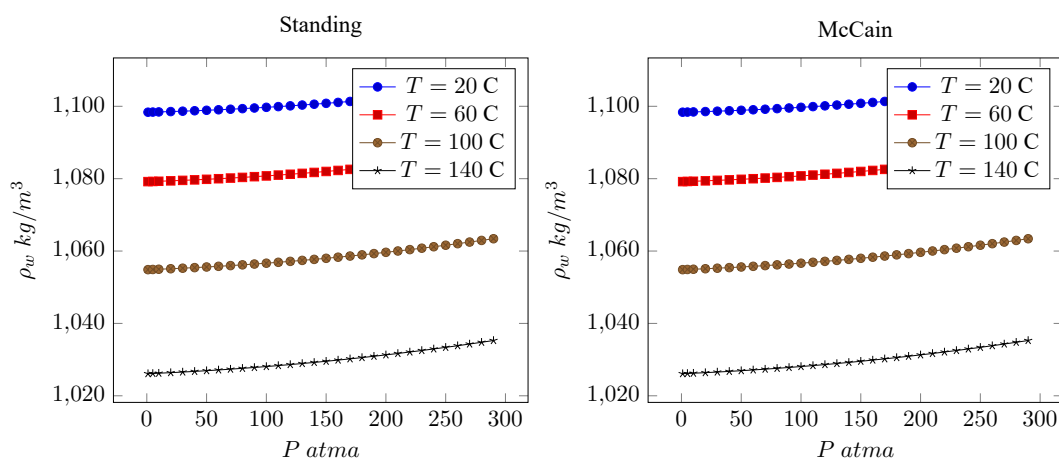 Standing
1,100
1,080
1,060
1,040
1,020
ρ_w kg/m³
T = 20 C
T = 60 C
T = 100 C
T = 140 C
0 50 100 150 200 250 300
P atma
McCain
1,100
1,080
1,060
1,040
1,020
ρ_w kg/m³
T = 20 C
T = 60 C
T = 100 C
T = 140 C
0 50 100 150 200 250 300
P atma